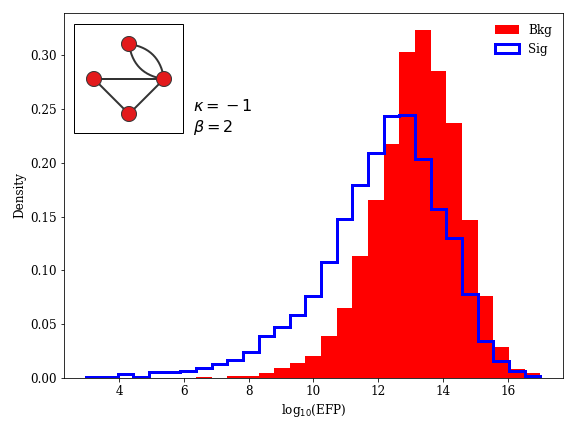 Bkg
Sig
κ = −1
β = 2
Density
0.30
0.25
0.20
0.15
0.10
0.05
0.00
4 6 8 10 12 14 16
log₁₀(EFP)